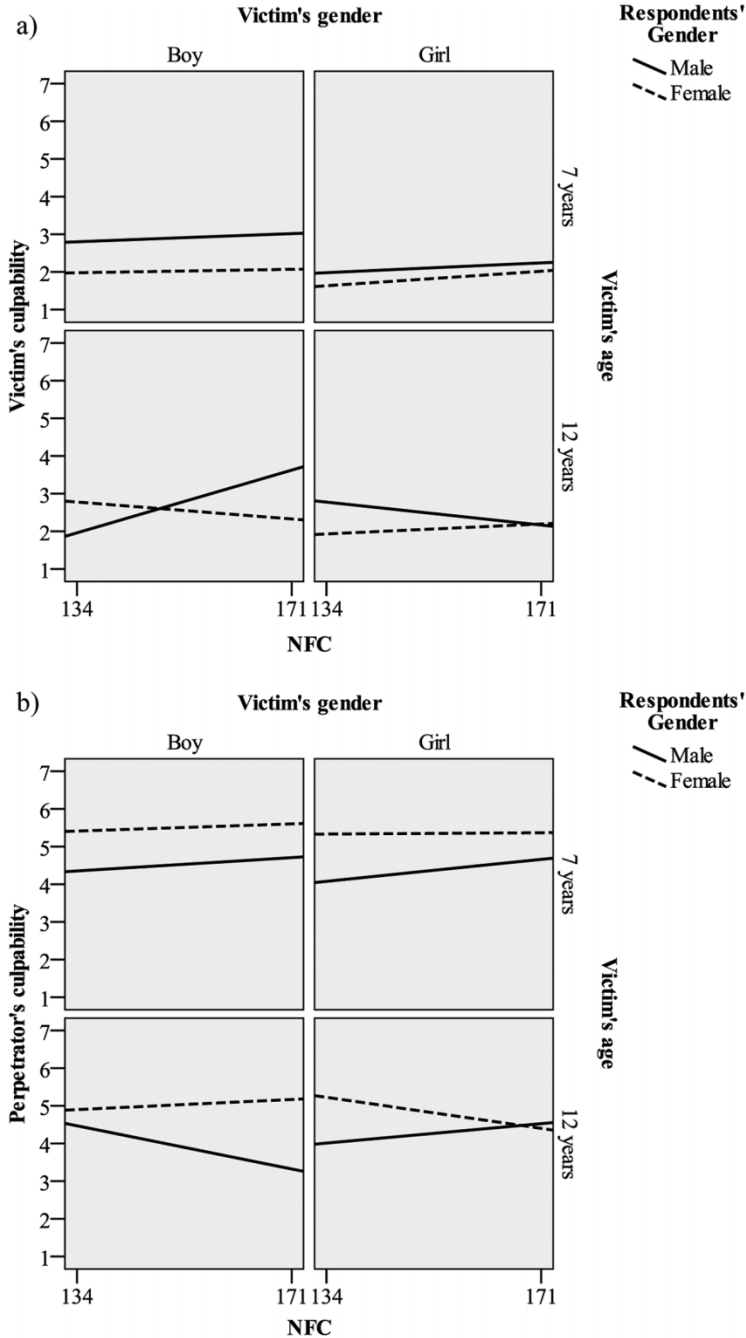 a)
Victim's gender
Respondents'
Gender
Male
Female
Boy
Girl
7
6
5
4
3
2
1
7 years
Victim's culpability
Victim's age
7
6
5
4
3
2
1
12 years
134
171
134
171
NFC
b)
Victim's gender
Respondents'
Gender
Male
Female
Boy
Girl
7
6
5
4
3
2
1
7 years
Perpetrator's culpability
Victim's age
7
6
5
4
3
2
1
12 years
134
171
134
171
NFC